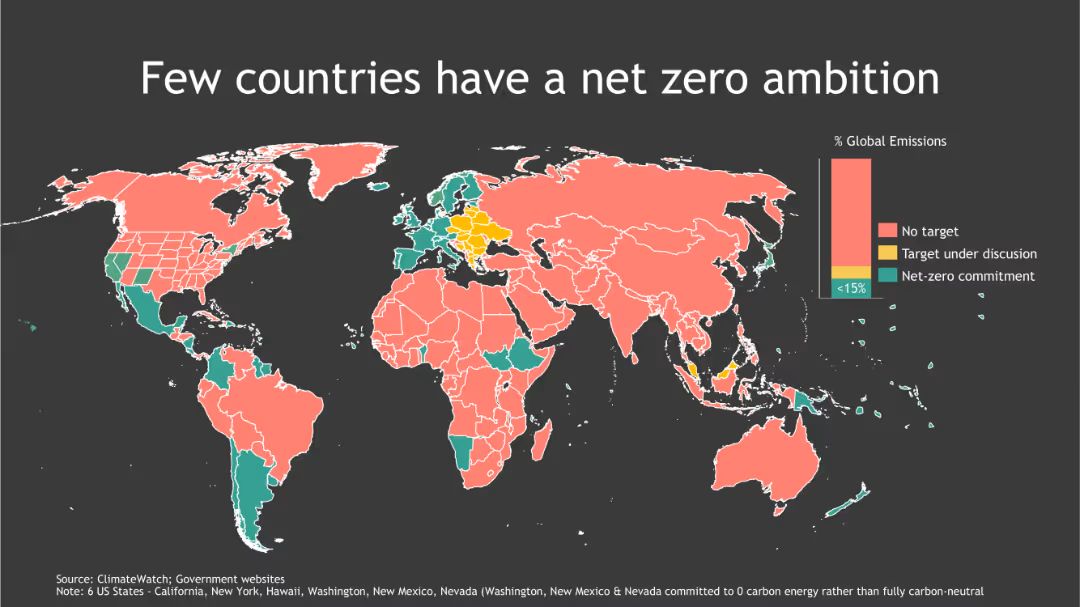 Few countries have a net zero ambition
% Global Emissions
No target
Target under discusion
Net-zero commitment
<15%
Source: ClimateWatch; Government websites
Note: 6 US States - California, New York, Hawaii, Washington, New Mexico, Nevada (Washington, New Mexico & Nevada committed to 0 carbon energy rather than fully carbon-neutral